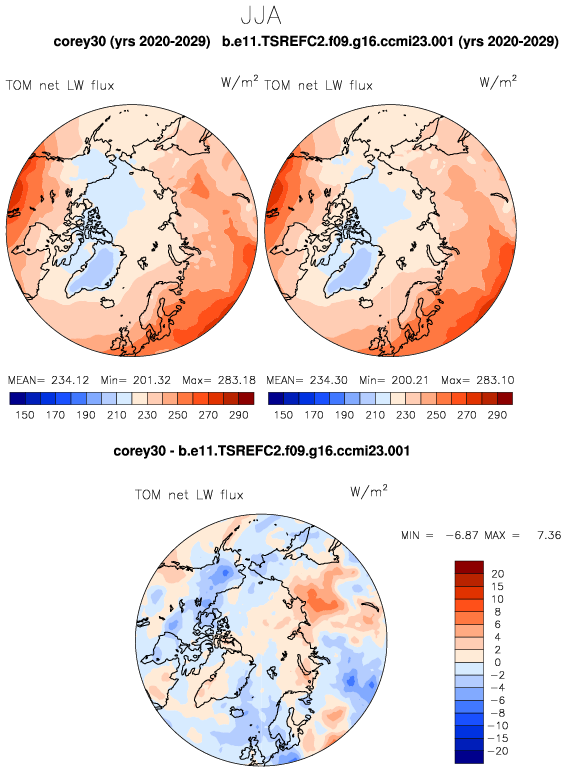 JJA
corey30 (yrs 2020-2029) b.e11.TSREFC2.f09.g16.ccmi23.001 (yrs 2020-2029)
TOM net LW flux W/m² TOM net LW flux W/m²
MEAN= 234.12 Min= 201.32 Max= 283.18 MEAN= 234.30 Min= 200.21 Max= 283.10
150 170 190 210 230 250 270 290 150 170 190 210 230 250 270 290
corey30 - b.e11.TSREFC2.f09.g16.ccmi23.001
TOM net LW flux W/m²
MIN = -6.87 MAX = 7.36
20
15
10
8
6
4
2
0
-2
-4
-6
-8
-10
-15
-20